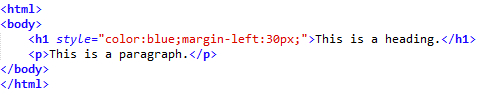 <html>
<body>
<h1 style="color:blue;margin-left:30px;">This is a heading.</h1>
<p>This is a paragraph.</p>
</body>
</html>